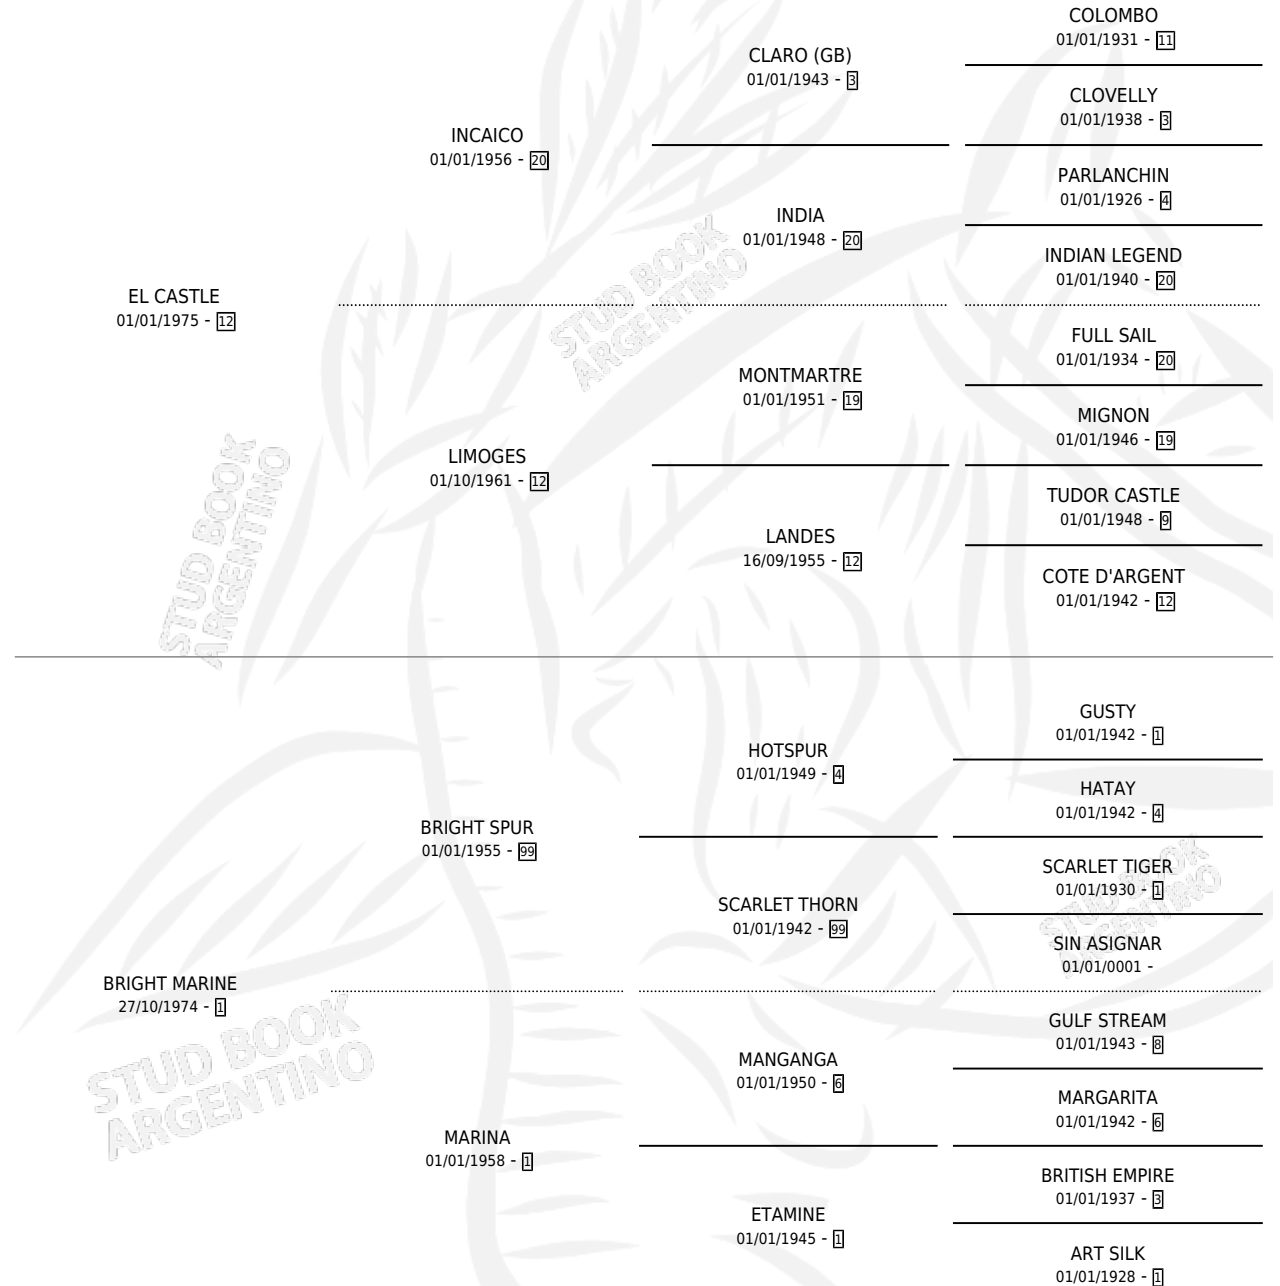 COLOMBO
01/01/1931 - 11
CLARO (GB)
01/01/1943 - 3
CLOVELLY
01/01/1938 - 3
INCAICO
01/01/1956 - 20
PARLANCHIN
01/01/1926 - 4
INDIA
01/01/1948 - 20
INDIAN LEGEND
01/01/1940 - 20
EL CASTLE
01/01/1975 - 12
FULL SAIL
01/01/1934 - 20
MONTMARTRE
01/01/1951 - 19
MIGNON
01/01/1946 - 19
LIMOGES
01/10/1961 - 12
TUDOR CASTLE
01/01/1948 - 9
LANDES
16/09/1955 - 12
COTE D'ARGENT
01/01/1942 - 12
STUD BOOK
ARGENTINO
STUD BOOK
ARGENTINO
GUSTY
01/01/1942 - 1
HOTSPUR
01/01/1949 - 4
HATAY
01/01/1942 - 4
BRIGHT SPUR
01/01/1955 - 99
SCARLET TIGER
01/01/1930 - 1
SCARLET THORN
01/01/1942 - 99
SIN ASIGNAR
01/01/0001 -
STUD BOOK
ARGENTINO
BRIGHT MARINE
27/10/1974 - 1
GULF STREAM
01/01/1943 - 8
MANGANGA
01/01/1950 - 6
MARGARITA
01/01/1942 - 6
STUD BOOK
ARGENTINO
MARINA
01/01/1958 - 1
BRITISH EMPIRE
01/01/1937 - 3
ETAMINE
01/01/1945 - 1
ART SILK
01/01/1928 - 1